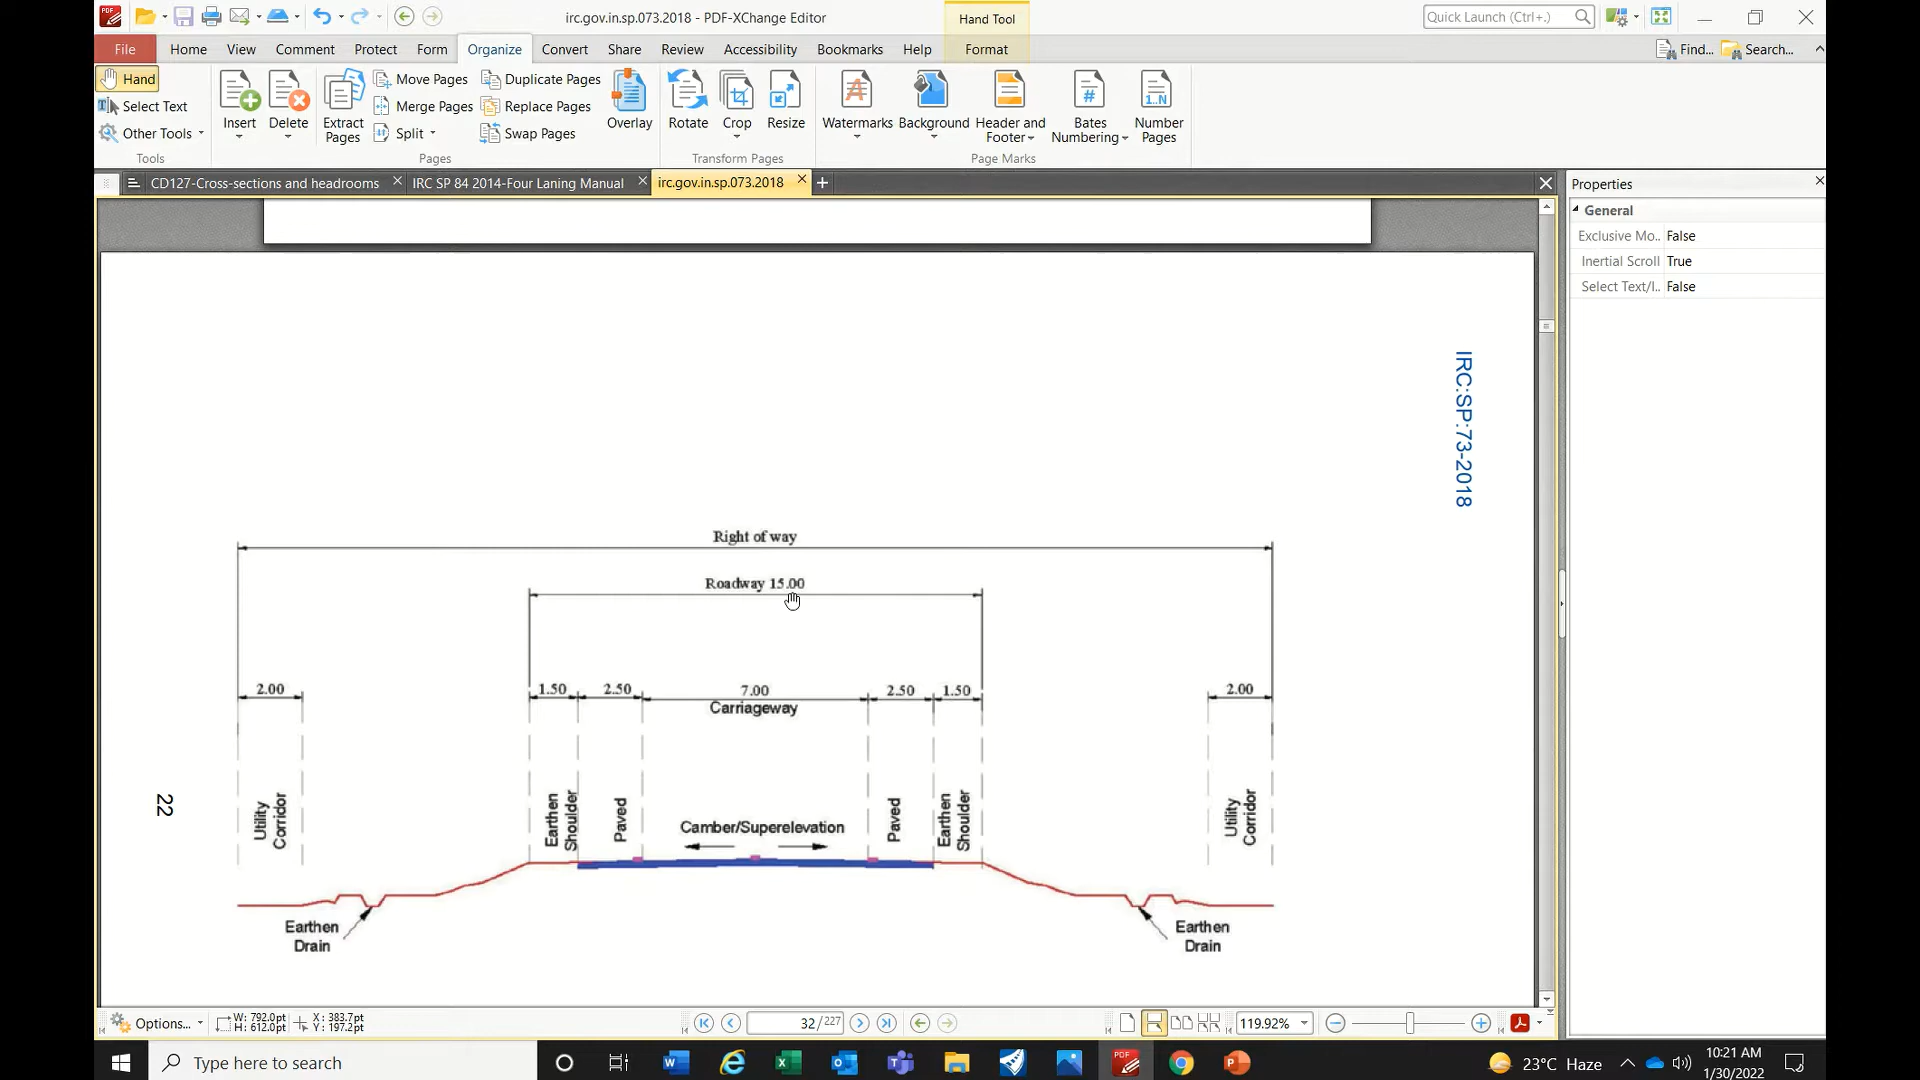 irc.gov.in.sp.073.2018 - PDF-XChange Editor
Hand Tool
Quick Launch (Ctrl+.)
File Home View Comment Protect Form Organize Convert Share Review Accessibility Bookmarks Help Format
Find... Search...
Hand
Select Text
Other Tools
Tools
Insert
Delete
Extract Pages
Move Pages
Merge Pages
Split
Duplicate Pages
Replace Pages
Swap Pages
Overlay
Pages
Rotate
Crop
Resize
Transform Pages
Watermarks
Background
Header and Footer
Bates Numbering
Number Pages
Page Marks
CD127-Cross-sections and headrooms
IRC SP 84 2014-Four Laning Manual
irc.gov.in.sp.073.2018
Properties
General
Exclusive Mo.. False
Inertial Scroll True
Select Text/I.. False
IRC:SP:73-2018
Right of way
Roadway 15.00
2.00 1.50 2.50 7.00 2.50 1.50 2.00
Carriageway
22
Utility Corridor
Earthen Shoulder
Paved
Camber/Superelevation
Paved
Earthen Shoulder
Utility Corridor
Earthen Drain
Earthen Drain
Options...
W: 792.0pt
H: 612.0pt
X: 383.7pt
Y: 197.2pt
32/227
119.92%
Type here to search
23°C Haze
10:21 AM
1/30/2022